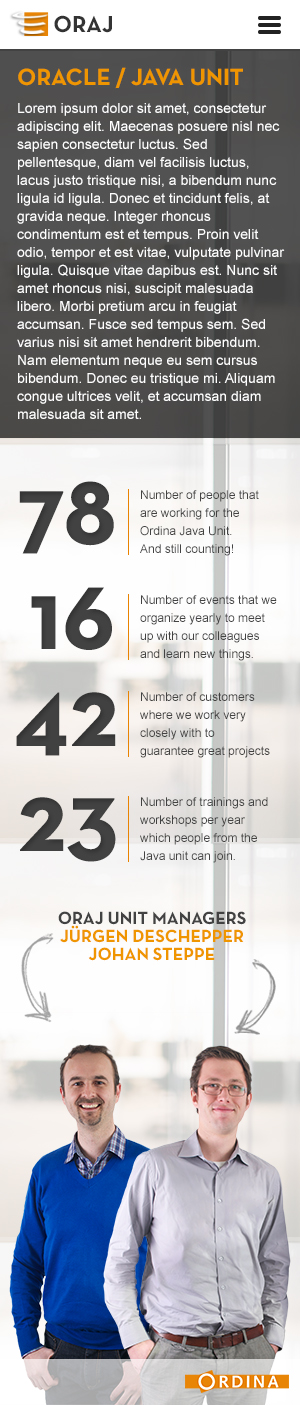 ORAJ
ORACLE / JAVA UNIT
Lorem ipsum dolor sit amet, consectetur
adipiscing elit. Maecenas posuere nisl nec
sapien consectetur luctus. Sed
pellentesque, diam vel facilisis luctus,
lacus justo tristique nisi, a bibendum nunc
ligula id ligula. Donec et tincidunt felis, at
gravida neque. Integer rhoncus
condimentum est et tempus. Proin velit
odio, tempor et est vitae, vulputate pulvinar
ligula. Quisque vitae dapibus est. Nunc sit
amet rhoncus nisi, suscipit malesuada
libero. Morbi pretium arcu in feugiat
accumsan. Fusce sed tempus sem. Sed
varius nisi sit amet hendrerit bibendum.
Nam elementum neque eu sem cursus
bibendum. Donec eu tristique mi. Aliquam
congue ultrices velit, et accumsan diam
malesuada sit amet.
78
Number of people that
are working for the
Ordina Java Unit.
And still counting!
16
Number of events that we
organize yearly to meet
up with our colleagues
and learn new things.
42
Number of customers
where we work very
closely with to
guarantee great projects
23
Number of trainings and
workshops per year
which people from the
Java unit can join.
ORAJ UNIT MANAGERS
JÜRGEN DESCHEPPER
JOHAN STEPPE
ORDINA